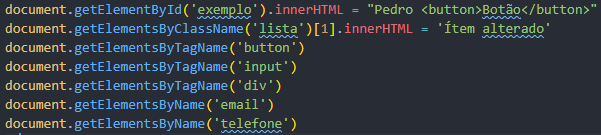 document.getElementById('exemplo').innerHTML = "Pedro <button>Botão</button>"
document.getElementsByClassName('lista')[1].innerHTML = 'Ítem alterado'
document.getElementsByTagName('button')
document.getElementsByTagName('input')
document.getElementsByTagName('div')
document.getElementsByName('email')
document.getElementsByName('telefone')